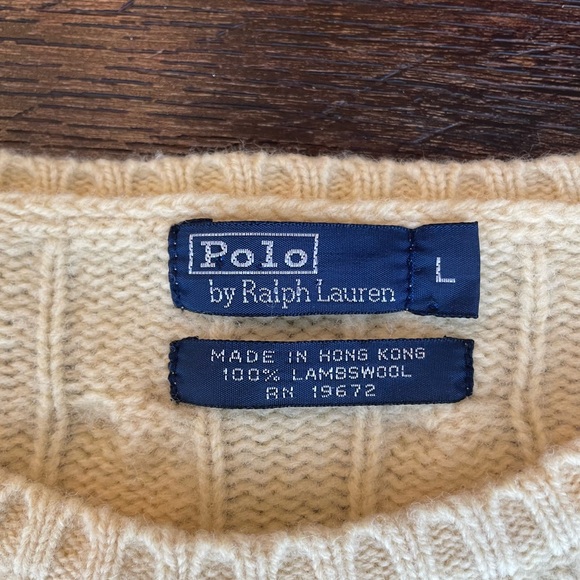 Polo
by Ralph Lauren
L
MADE IN HONG KONG
100% LAMBSWOOL
RN 19672